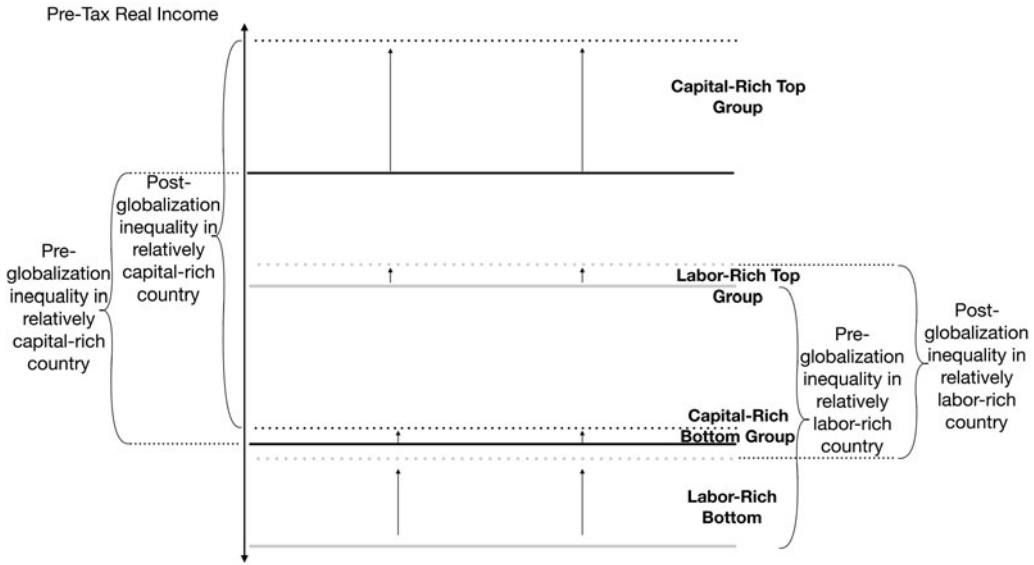 Pre-Tax Real Income
Capital-Rich Top
Group
Post-
globalization
inequality in
relatively
capital-rich
country
Pre-
globalization
inequality in
relatively
capital-rich
country
Labor-Rich Top
Group
Post-
globalization
inequality in
relatively
labor-rich
country
Pre-
globalization
inequality in
relatively
labor-rich
country
Capital-Rich
Bottom Group
Labor-Rich
Bottom